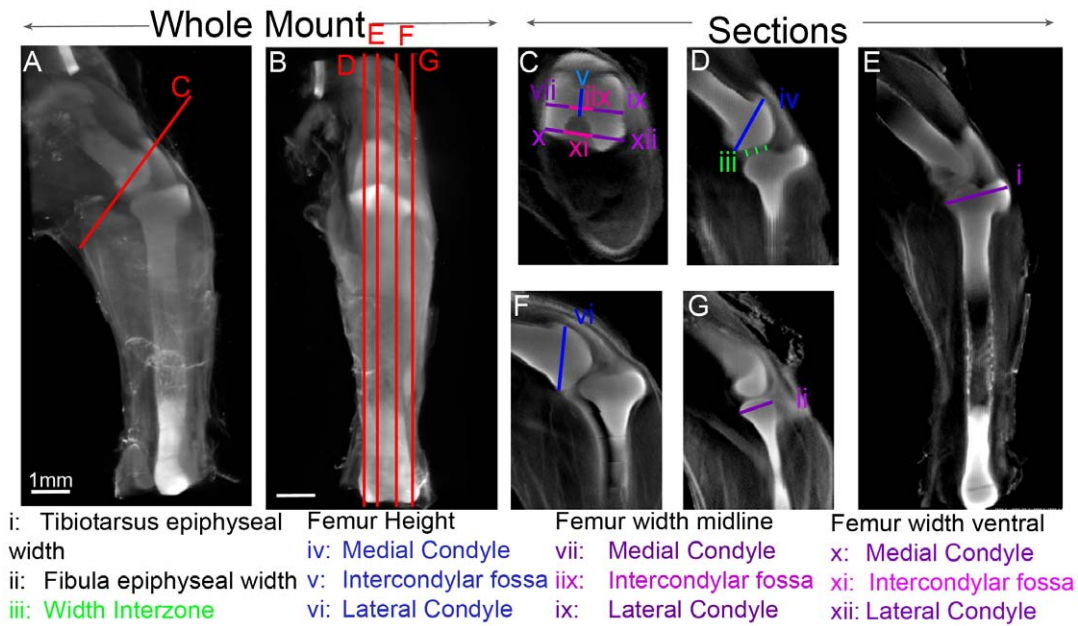 Whole Mount
Sections
A
C
B
D
E
F
G
C
v
vii
iix
ix
x
xi
xii
D
iv
iii
E
i
F
vi
G
ii
1mm
i: Tibiotarsus epiphyseal
width
ii: Fibula epiphyseal width
iii: Width Interzone
Femur Height
iv: Medial Condyle
v: Intercondylar fossa
vi: Lateral Condyle
Femur width midline
vii: Medial Condyle
iix: Intercondylar fossa
ix: Lateral Condyle
Femur width ventral
x: Medial Condyle
xi: Intercondylar fossa
xii: Lateral Condyle